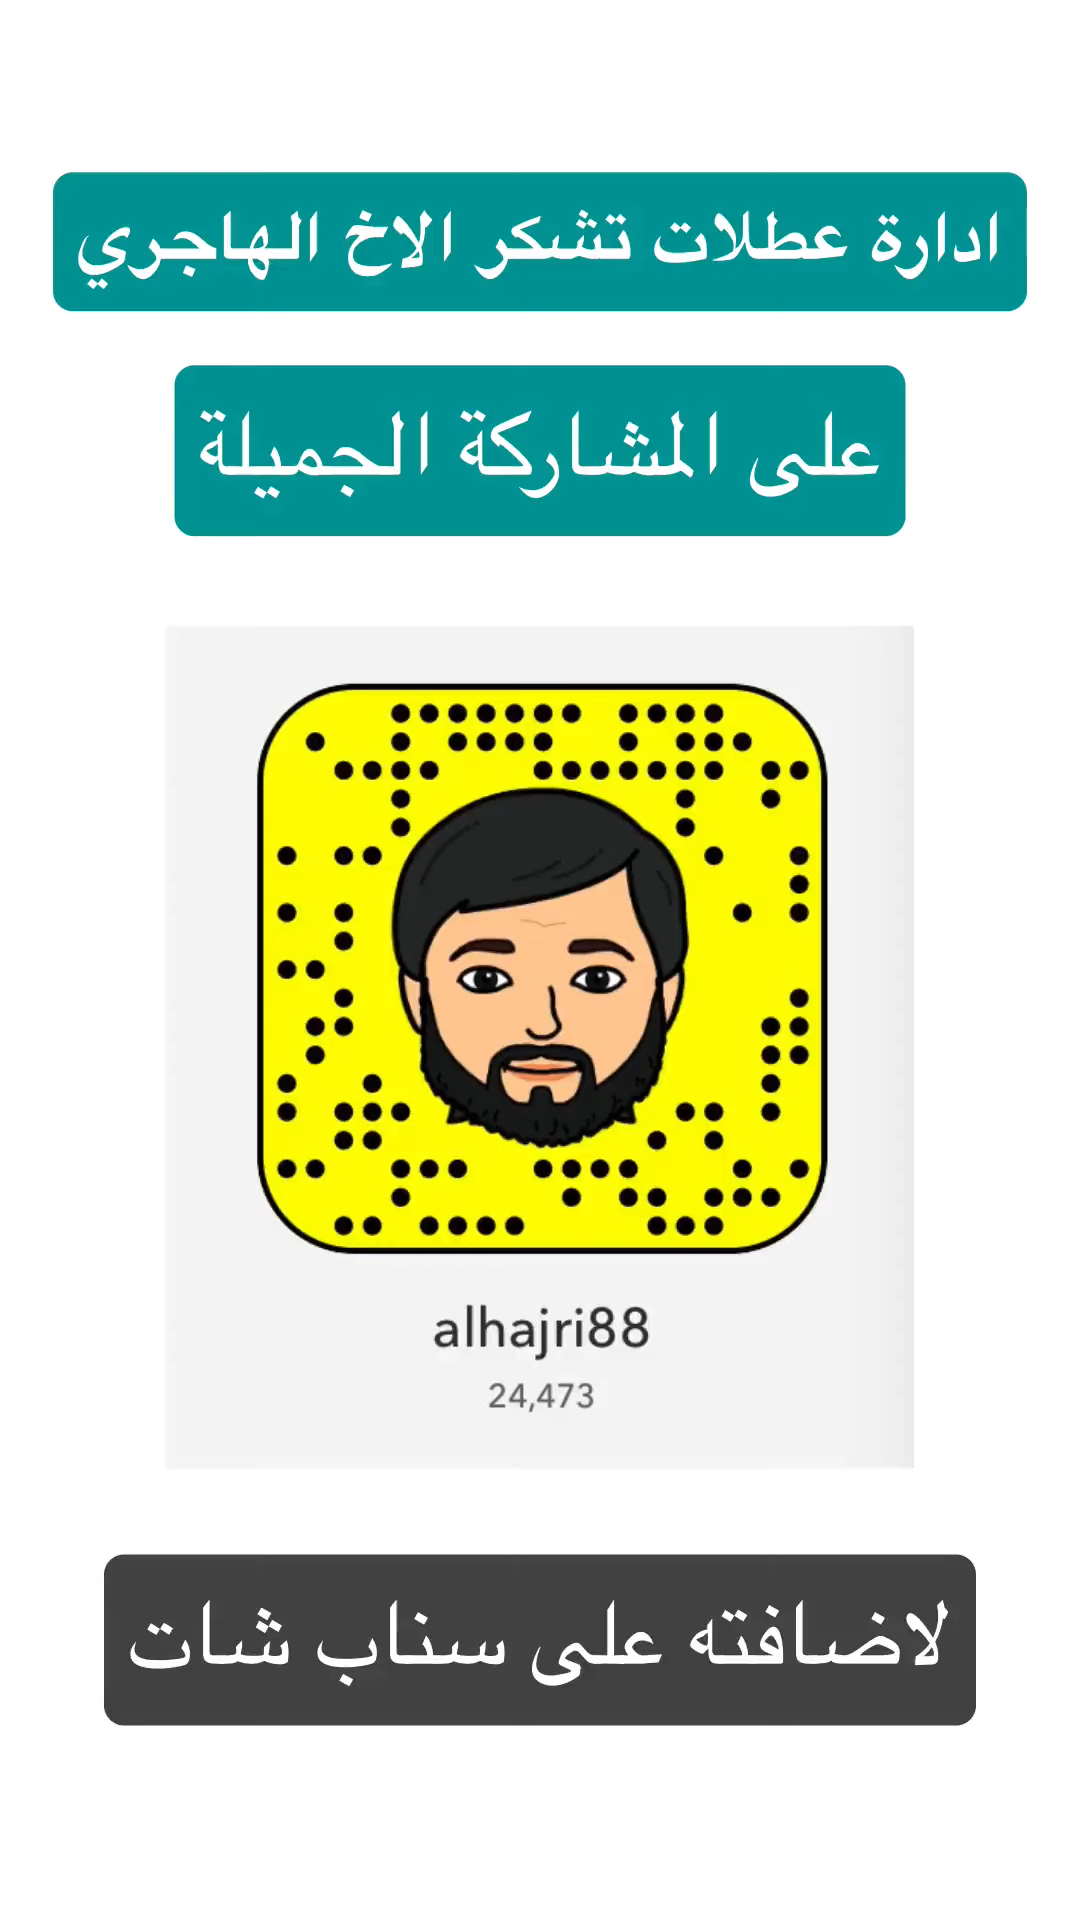 ادارة عطلات تشكر الاخ الهاجري
على المشاركة الجميلة
alhajri88
24,473
لاضافته على سناب شات